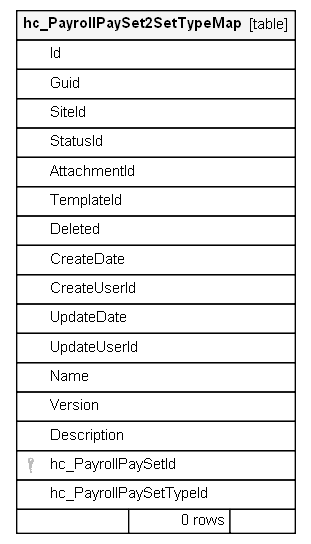 hc_PayrollPaySet2SetTypeMap [table]
Id
Guid
SiteId
StatusId
AttachmentId
TemplateId
Deleted
CreateDate
CreateUserId
UpdateDate
UpdateUserId
Name
Version
Description
hc_PayrollPaySetId
hc_PayrollPaySetTypeId
0 rows